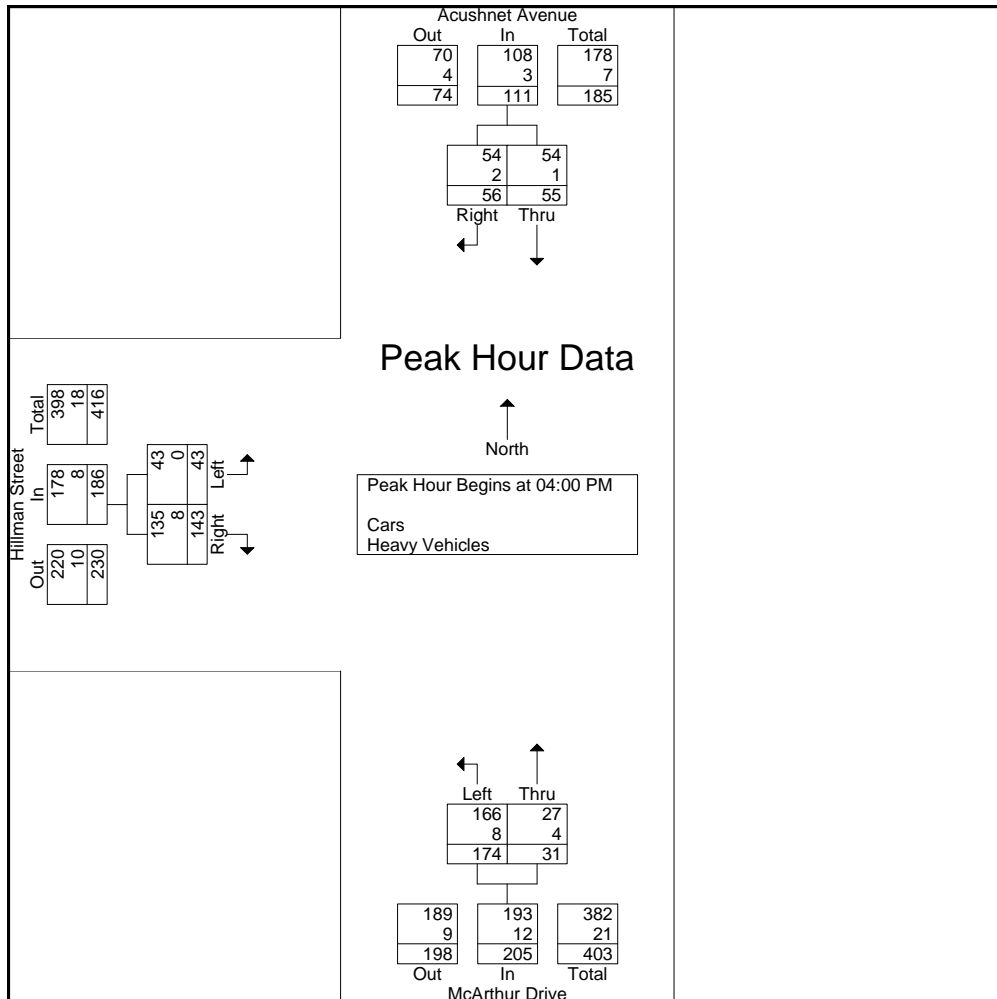 Acushnet Avenue
Out In Total
70 108 178
4 3 7
74 111 185
54 54
2 1
56 55
Right Thru
Peak Hour Data
North
Peak Hour Begins at 04:00 PM
Cars
Heavy Vehicles
Hillman Street
Out In Total
220 178 398
10 8 18
230 186 416
135 43
8 0
143 43
Right Left
Left Thru
166 27
8 4
174 31
189 193 382
9 12 21
198 205 403
Out In Total
McArthur Drive